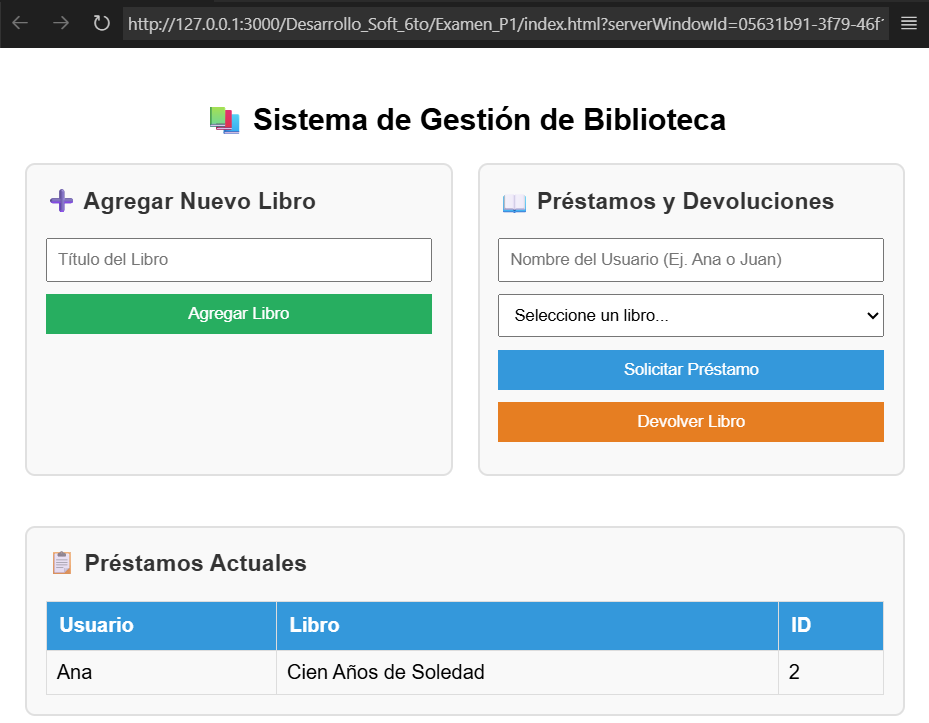 http://127.0.0.1:3000/Desarrollo_Soft_6to/Examen_P1/index.html?serverWindowId=05631b91-3f79-46f
Sistema de Gestión de Biblioteca
Agregar Nuevo Libro
Título del Libro
Agregar Libro
Préstamos y Devoluciones
Nombre del Usuario (Ej. Ana o Juan)
Seleccione un libro...
Solicitar Préstamo
Devolver Libro
Préstamos Actuales
Usuario Libro ID
Ana Cien Años de Soledad 2